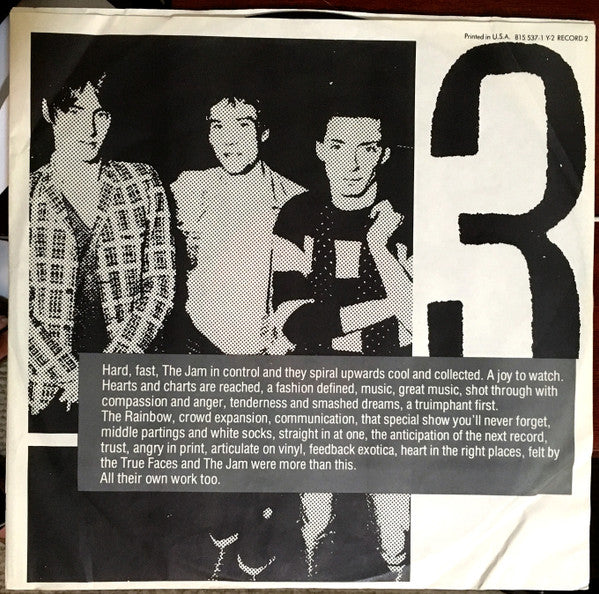 Printed in U.S.A. 815 537-1 Y-2 RECORD 2
3
Hard, fast, The Jam in control and they spiral upwards cool and collected. A joy to watch.
Hearts and charts are reached, a fashion defined, music, great music, shot through with
compassion and anger, tenderness and smashed dreams, a truimphant first.
The Rainbow, crowd expansion, communication, that special show you'll never forget,
middle partings and white socks, straight in at one, the anticipation of the next record,
trust, angry in print, articulate on vinyl, feedback exotica, heart in the right places, felt by
the True Faces and The Jam were more than this.
All their own work too.